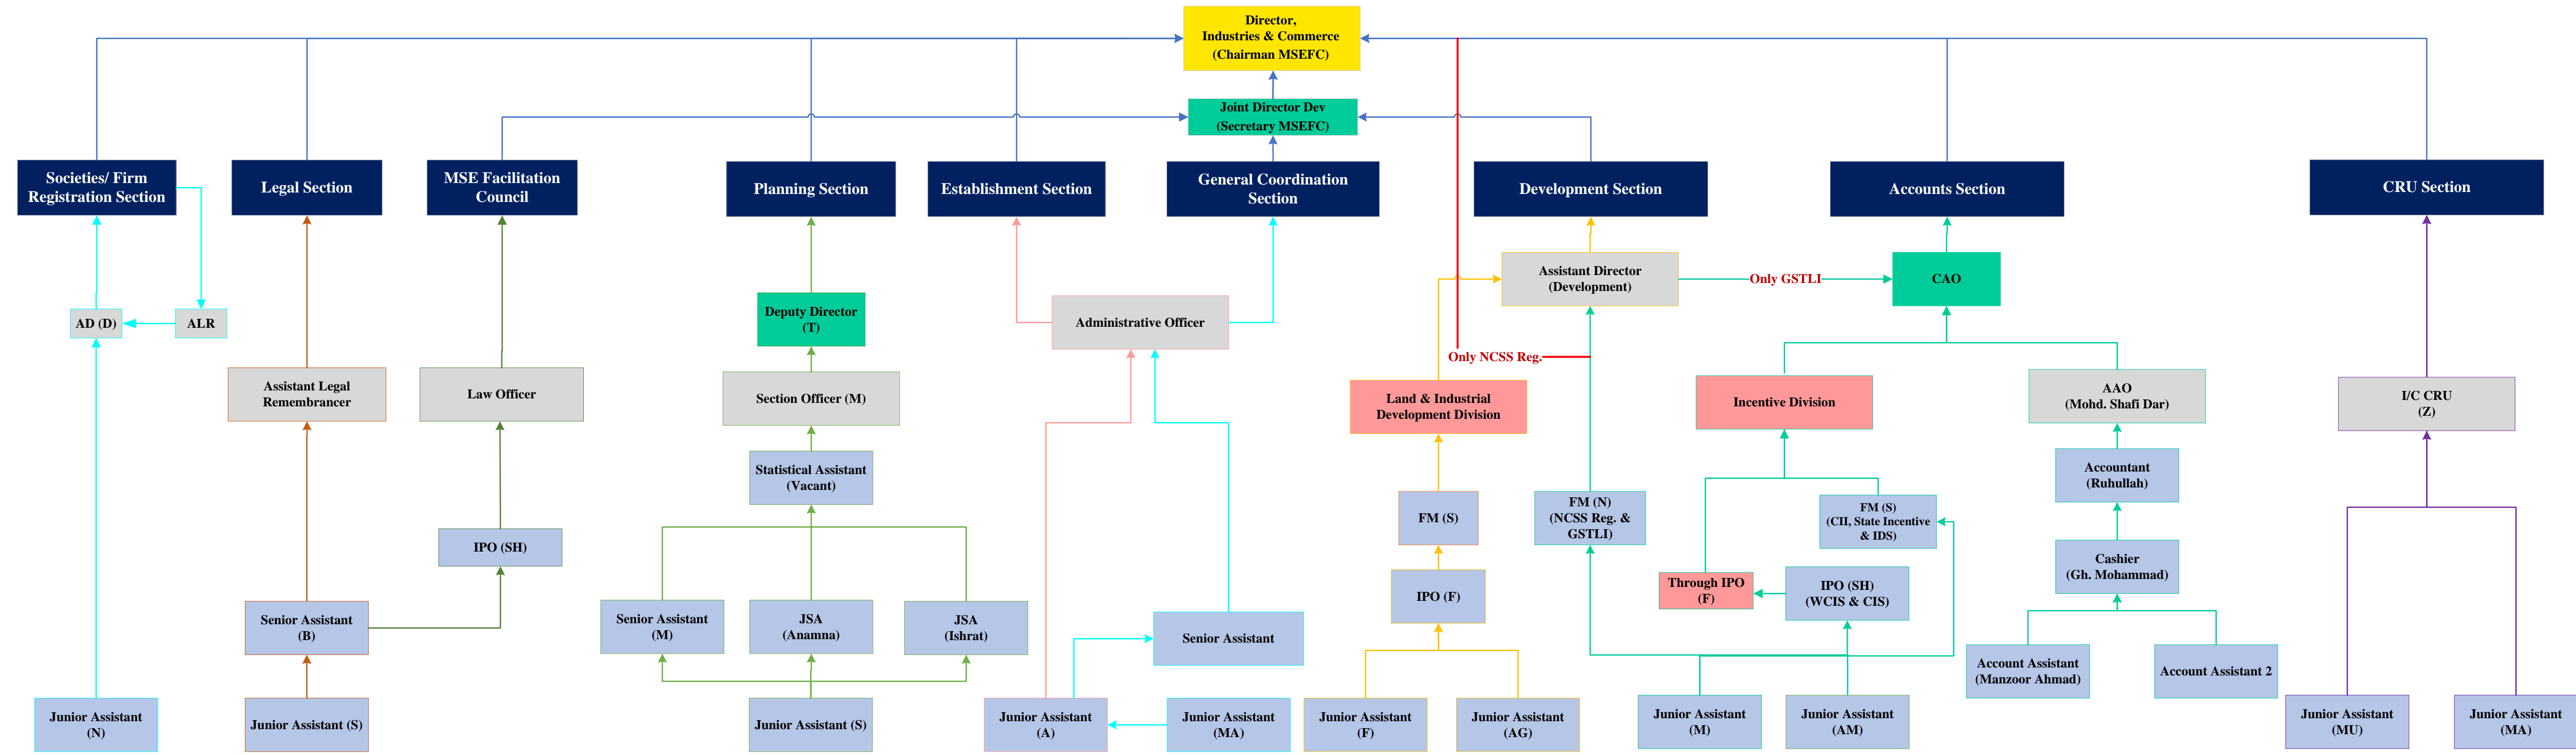 Director,
Industries & Commerce
(Chairman MSEFC)
Joint Director Dev
(Secretary MSEFC)
Societies/ Firm
Registration Section
Legal Section
MSE Facilitation
Council
Planning Section
Establishment Section
General Coordination
Section
Development Section
Accounts Section
CRU Section
Assistant Director
(Development)
Only GSTLI
CAO
AD (D)
ALR
Deputy Director
(T)
Administrative Officer
Only NCSS Reg.
Assistant Legal
Remembrancer
Law Officer
Section Officer (M)
Land & Industrial
Development Division
Incentive Division
AAO
(Mohd. Shafi Dar)
I/C CRU
(Z)
Statistical Assistant
(Vacant)
Accountant
(Ruhullah)
FM (S)
FM (N)
(NCSS Reg. &
GSTLI)
FM (S)
(CII, State Incentive
& IDS)
IPO (SH)
Cashier
(Gh. Mohammad)
IPO (F)
Through IPO
(F)
IPO (SH)
(WCIS & CIS)
Senior Assistant
(B)
Senior Assistant
(M)
JSA
(Anamna)
JSA
(Ishrat)
Senior Assistant
Account Assistant
(Manzoor Ahmad)
Account Assistant 2
Junior Assistant
(N)
Junior Assistant (S)
Junior Assistant (S)
Junior Assistant
(A)
Junior Assistant
(MA)
Junior Assistant
(F)
Junior Assistant
(AG)
Junior Assistant
(M)
Junior Assistant
(AM)
Junior Assistant
(MU)
Junior Assistant
(MA)